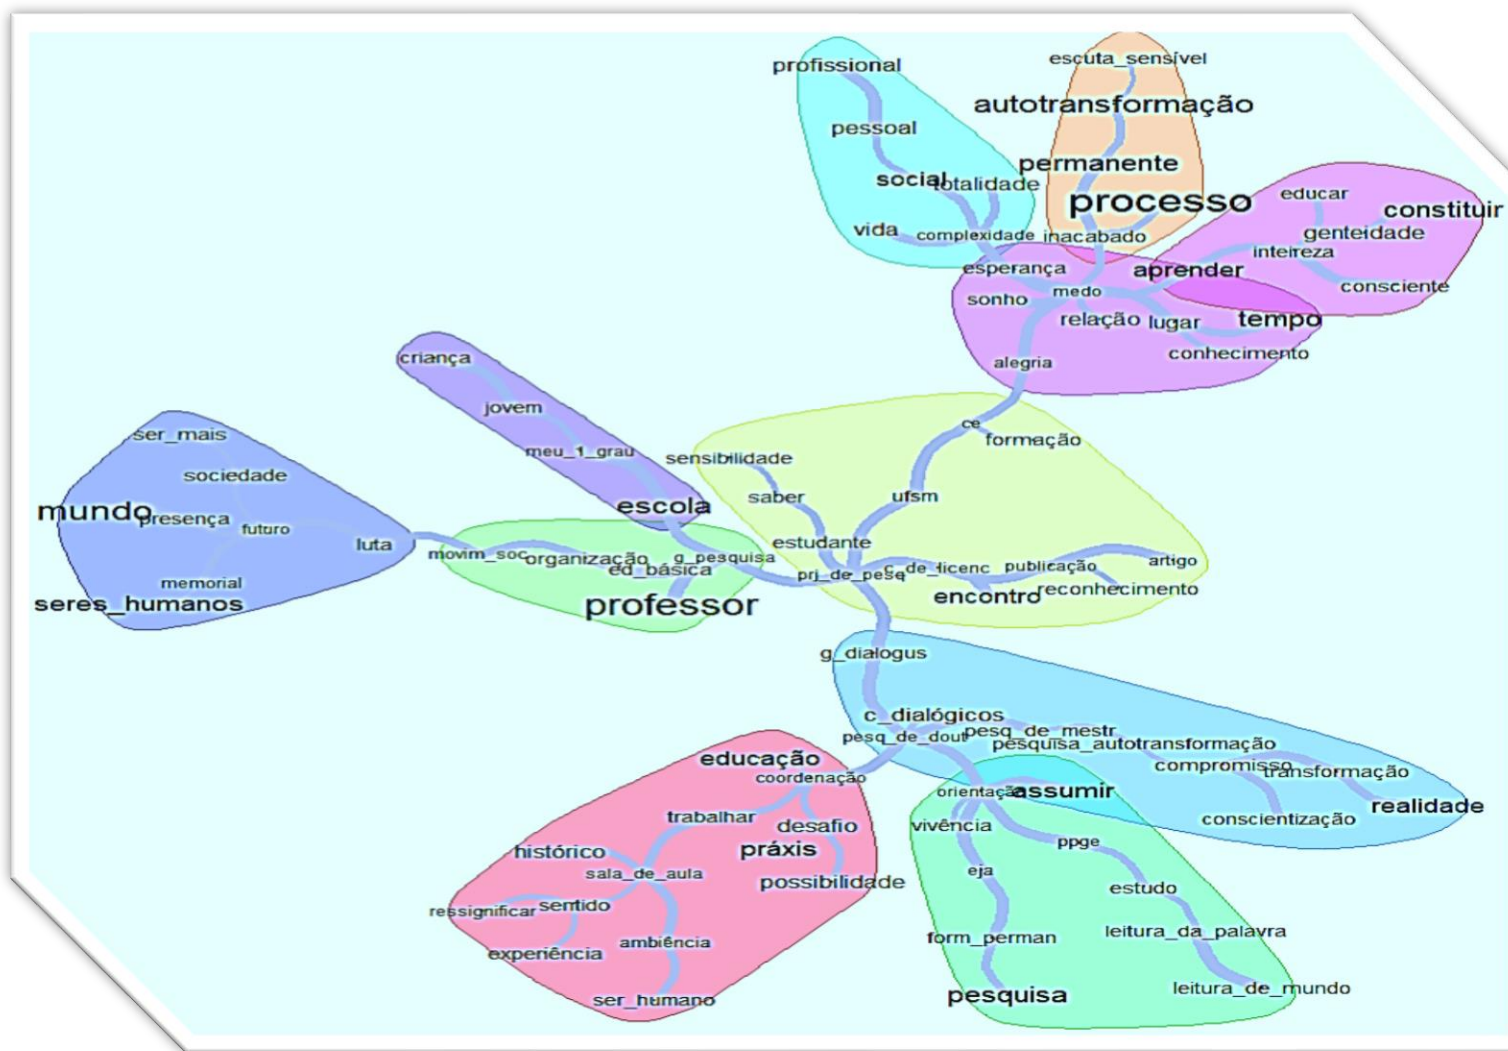 profissional
pessoal
social
totalidade
vida
complexidade
escuta_sensível
autotransformação
permanente
processo
inacabado
educar
constituir
genteidade
inteireza
aprender
consciente
esperança
sonho
medo
relação
lugar
tempo
conhecimento
alegria
criança
jovem
meu_1_grau
escola
ser_mais
sociedade
mundo
presença
futuro
luta
memorial
seres_humanos
movim_soc
organização
g_pesquisa
ed_básica
professor
ce
formação
sensibilidade
saber
ufsm
estudante
prj_de_pesq
c_de_licenc
publicação
artigo
encontro
reconhecimento
g_dialogus
c_dialógicos
pesq_de_dout
pesq_de_mestr
pesquisa_autotransformação
compromisso
transformação
realidade
conscientização
educação
coordenação
trabalhar
desafio
práxis
histórico
sala_de_aula
possibilidade
ressignificar
sentido
experiência
ambiência
ser_humano
orientação
assumir
vivência
ppge
eja
estudo
form_perman
leitura_da_palavra
pesquisa
leitura_de_mundo